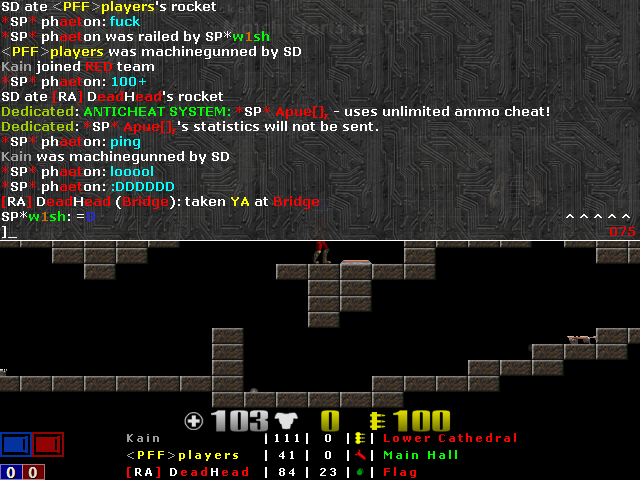 SD ate <PFF>players's rocket
*SP* phaeton: fuck
*SP* phaeton was railed by SP*w1sh
<PFF>players was machinegunned by SD
Kain joined RED team
*SP* phaeton: 100+
SD ate [RA] DeadHead's rocket
Dedicated: ANTICHEAT SYSTEM: *SP* Apue[], - uses unlimited ammo cheat!
Dedicated: *SP* Apue[],'s statistics will not be sent.
*SP* phaeton: ping
Kain was machinegunned by SD
*SP* phaeton: looool
*SP* phaeton: :DDDDDD
[RA] DeadHead (Bridge): taken YA at Bridge
SP*w1sh: =D
^ ^ ^ ^ ^
]_
103 0 100
Kain |111| 0 | | Lower Cathedral
<PFF>players | 41 | 0 | | Main Hall
0 0 [RA] DeadHead | 84 | 23 | | Flag